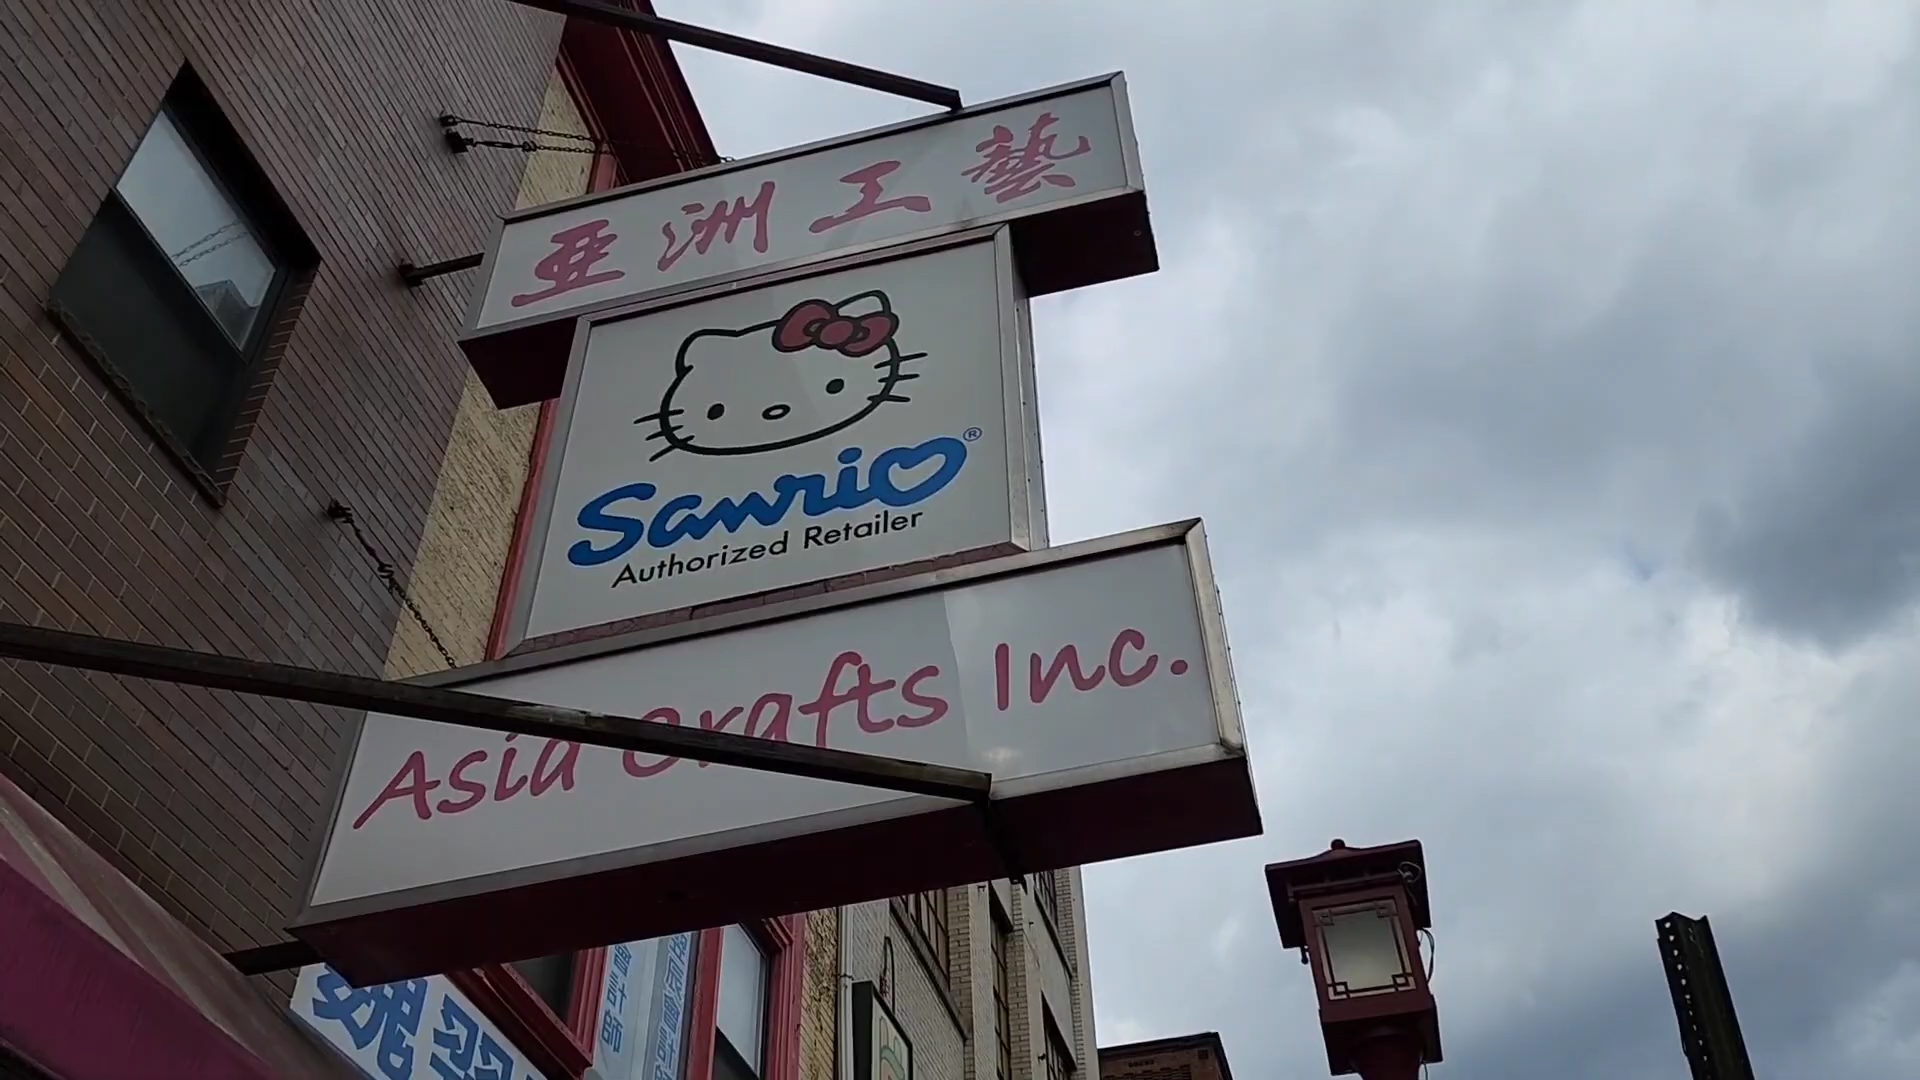 亞洲工藝
Sanrio®
Authorized Retailer
Asia Crafts Inc.